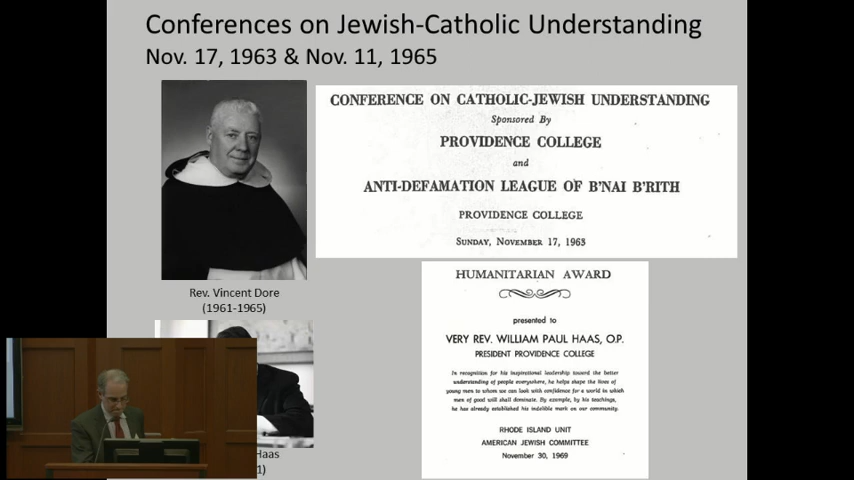 Conferences on Jewish-Catholic Understanding
Nov. 17, 1963 & Nov. 11, 1965
CONFERENCE ON CATHOLIC-JEWISH UNDERSTANDING
Sponsored By
PROVIDENCE COLLEGE
and
ANTI-DEFAMATION LEAGUE OF B'NAI B'RITH
PROVIDENCE COLLEGE
SUNDAY, NOVEMBER 17, 1963
Rev. Vincent Dore
(1961-1965)
HUMANITARIAN AWARD
presented to
VERY REV. WILLIAM PAUL HAAS, O.P.
PRESIDENT PROVIDENCE COLLEGE
In recognition for his inspirational leadership toward the better
understanding of people everywhere, he helps shape the lives of
young men to whom we can look with confidence for a world in which
men of good will shall dominate. By example, by his teachings,
he has already established his indelible mark on our community.
RHODE ISLAND UNIT
AMERICAN JEWISH COMMITTEE
November 30, 1969
Haas
1)